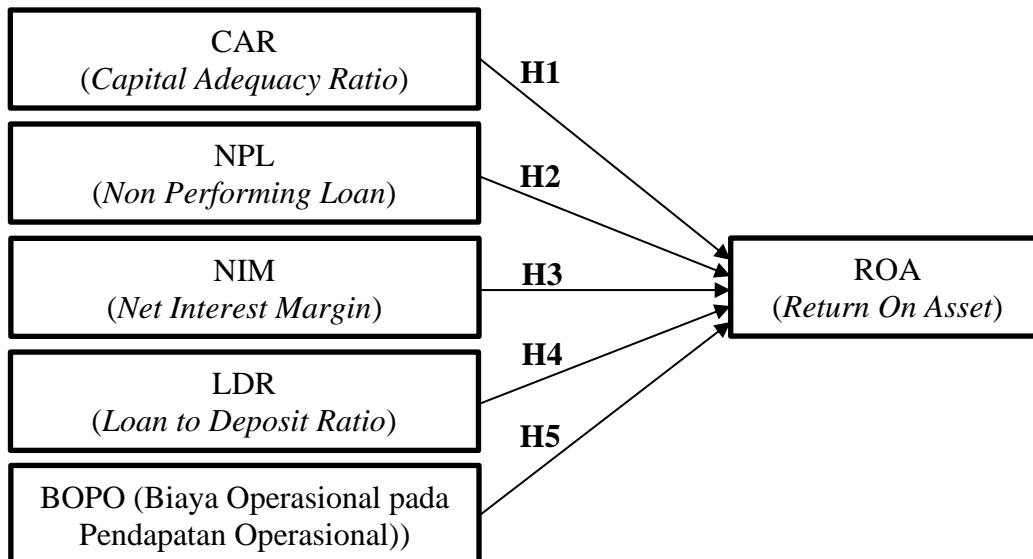 CAR
(Capital Adequacy Ratio)
H1
NPL
(Non Performing Loan)
H2
NIM
(Net Interest Margin)
H3
ROA
(Return On Asset)
LDR
(Loan to Deposit Ratio)
H4
BOPO (Biaya Operasional pada
Pendapatan Operasional))
H5